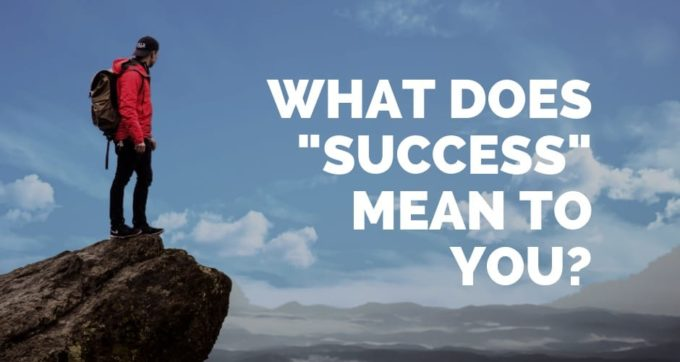 WHAT DOES
"SUCCESS"
MEAN TO
YOU?